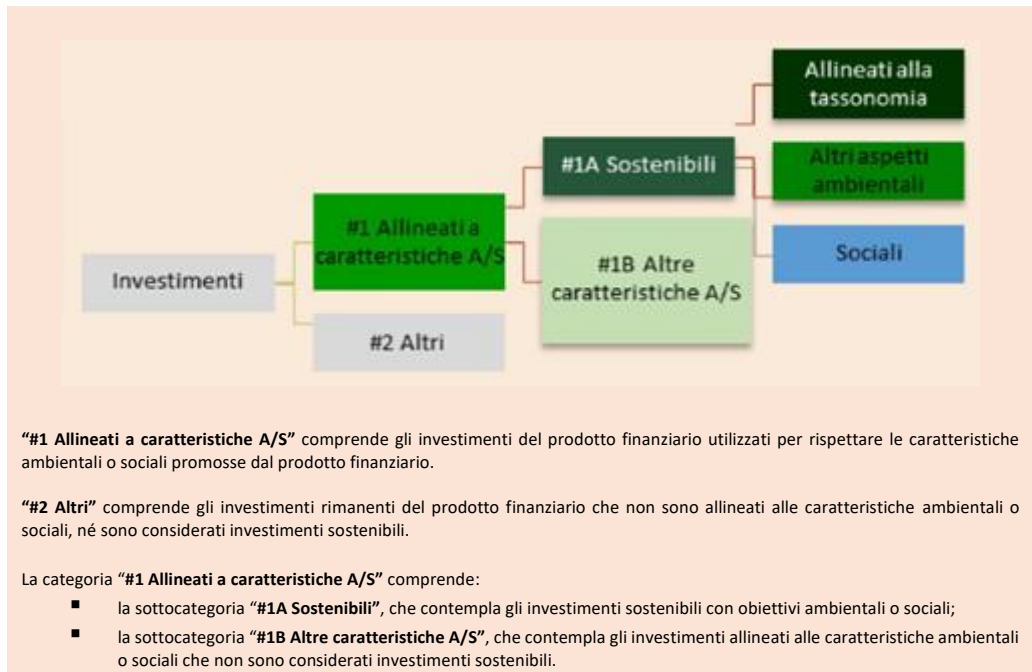 Allineati alla
tassonomia
#1A Sostenibili
Altri aspetti
ambientali
#1 Allineati a
caratteristiche A/S
Investimenti
#1B Altre
caratteristiche A/S
Sociali
#2 Altri
“#1 Allineati a caratteristiche A/S” comprende gli investimenti del prodotto finanziario utilizzati per rispettare le caratteristiche
ambientali o sociali promosse dal prodotto finanziario.
“#2 Altri” comprende gli investimenti rimanenti del prodotto finanziario che non sono allineati alle caratteristiche ambientali o
sociali, né sono considerati investimenti sostenibili.
La categoria “#1 Allineati a caratteristiche A/S” comprende:
▪ la sottocategoria “#1A Sostenibili”, che contempla gli investimenti sostenibili con obiettivi ambientali o sociali;
▪ la sottocategoria “#1B Altre caratteristiche A/S”, che contempla gli investimenti allineati alle caratteristiche ambientali
o sociali che non sono considerati investimenti sostenibili.